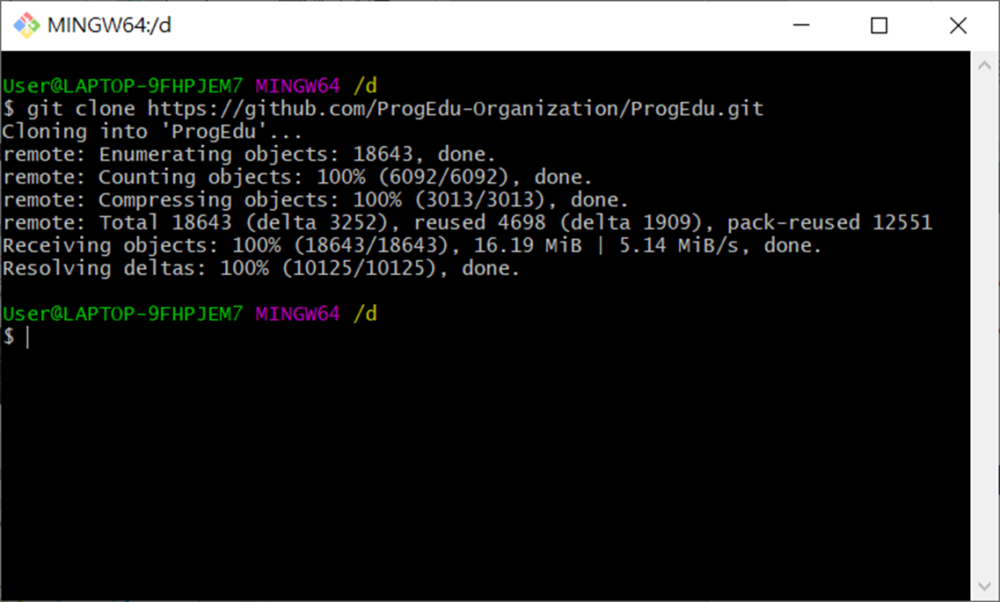 MINGW64:/d
User@LAPTOP-9FHPJEM7 MINGW64 /d
$ git clone https://github.com/ProgEdu-Organization/ProgEdu.git
Cloning into 'ProgEdu'...
remote: Enumerating objects: 18643, done.
remote: Counting objects: 100% (6092/6092), done.
remote: Compressing objects: 100% (3013/3013), done.
remote: Total 18643 (delta 3252), reused 4698 (delta 1909), pack-reused 12551
Receiving objects: 100% (18643/18643), 16.19 MiB | 5.14 MiB/s, done.
Resolving deltas: 100% (10125/10125), done.
User@LAPTOP-9FHPJEM7 MINGW64 /d
$